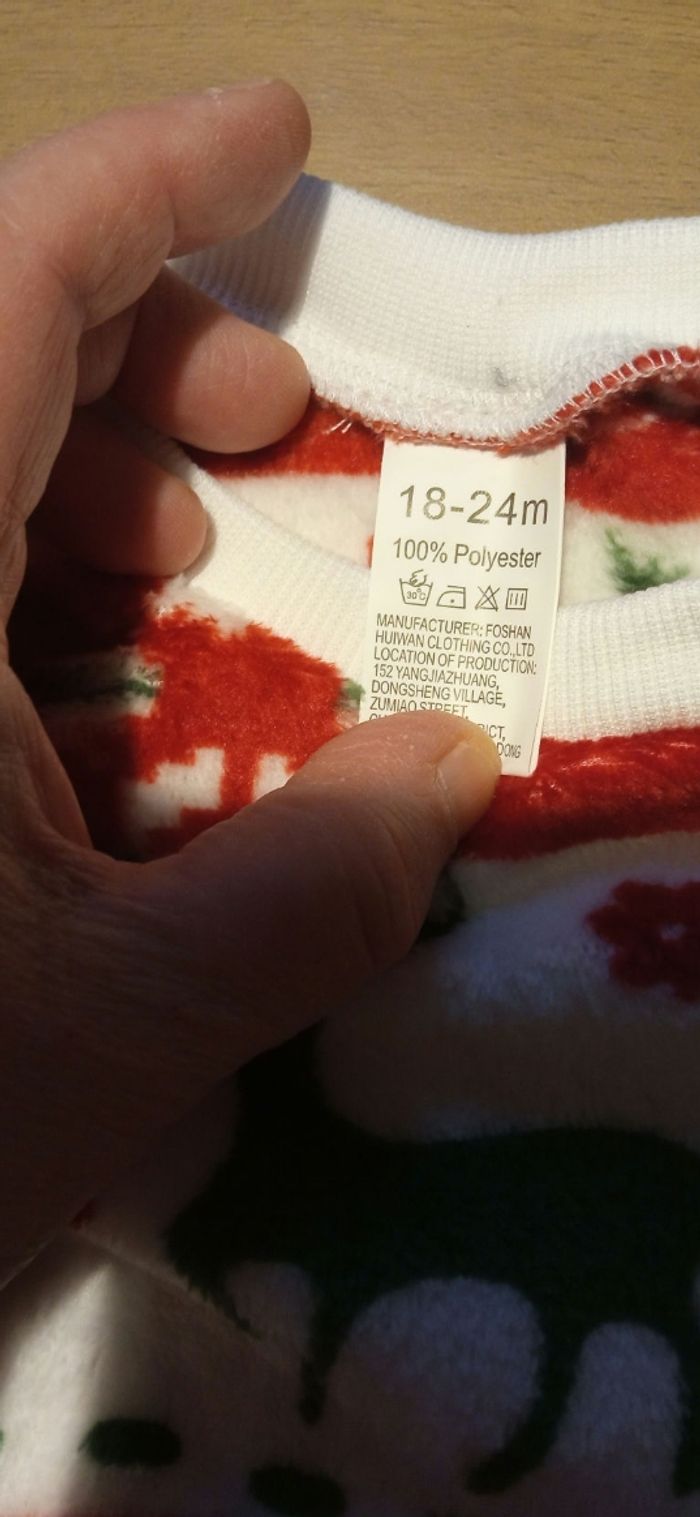 18-24m
100% Polyester
30°C
MANUFACTURER: FOSHAN
HUIWAN CLOTHING CO.,LTD
LOCATION OF PRODUCTION:
152 YANGJIAZHUANG,
DONGSHENG VILLAGE,
ZUMIAO STREET,